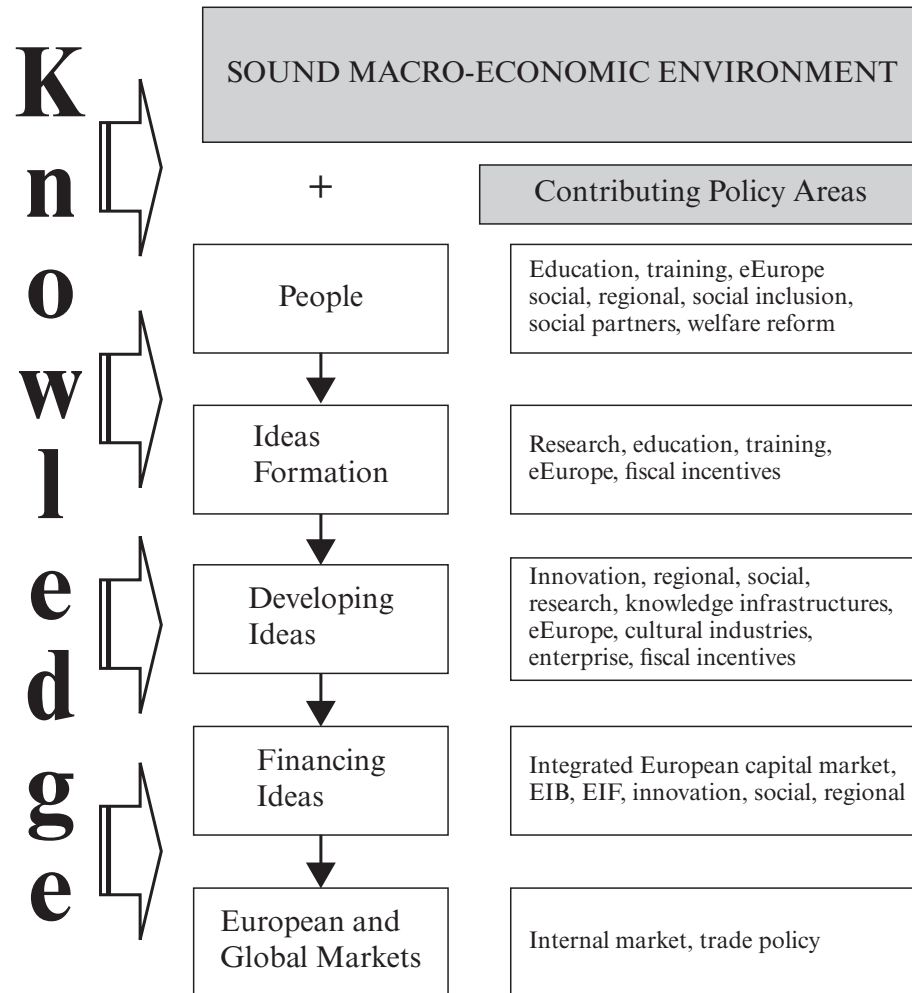 Knowledge
SOUND MACRO-ECONOMIC ENVIRONMENT
+
Contributing Policy Areas
People
Education, training, eEurope
social, regional, social inclusion,
social partners, welfare reform
Ideas
Formation
Research, education, training,
eEurope, fiscal incentives
Developing
Ideas
Innovation, regional, social,
research, knowledge infrastructures,
eEurope, cultural industries,
enterprise, fiscal incentives
Financing
Ideas
Integrated European capital market,
EIB, EIF, innovation, social, regional
European and
Global Markets
Internal market, trade policy